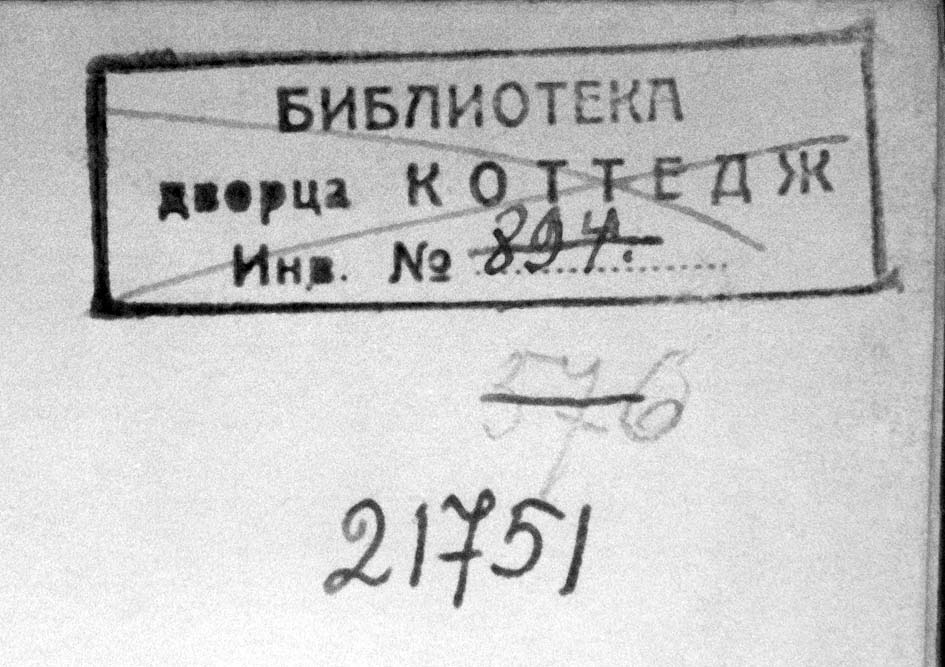 БИБЛИОТЕКА
дворца КОТТЕДЖ
Инв. № 894.
576
21751